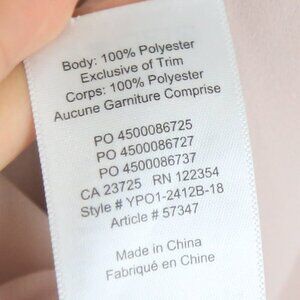 Body: 100% Polyester
Exclusive of Trim
Corps: 100% Polyester
Aucune Garniture Comprise
PO 4500086725
PO 4500086727
PO 4500086737
CA 23725 RN 122354
Style # YPO1-2412B-18
Article # 57347
Made in China
Fabriqué en Chine